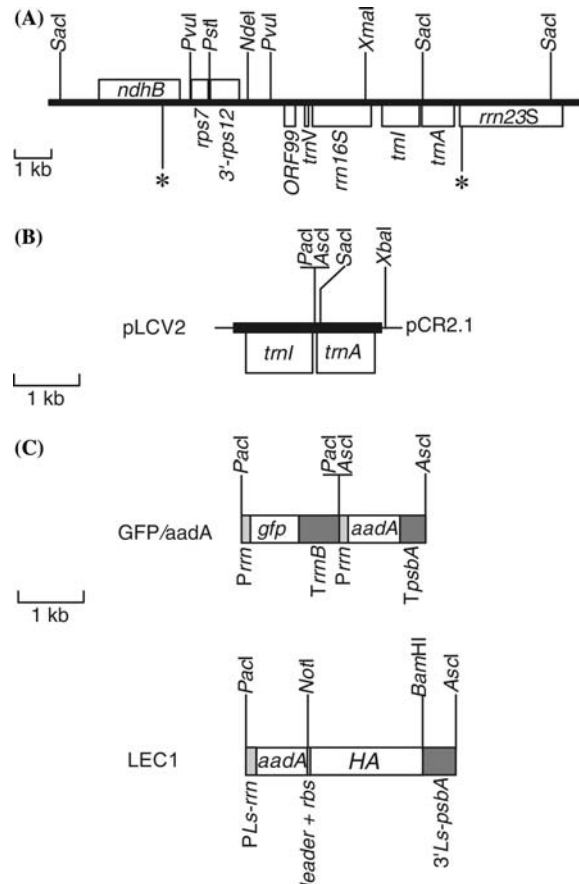 (A)
SacI PvuI PstI NdeI PvuI XmaI SacI SacI
ndhB
rps7 3'-rps12 ORF99 trnV rrn16S trnI trnA rrn23S
* *
1 kb
(B)
PacI AscI SacI XbaI
pLCV2 pCR2.1
trnI trnA
1 kb
(C)
PacI PacI AscI AscI
GFP/aadA gfp aadA
Prrn TrrnB Prrn TpsbA
1 kb
PacI NotI BamHI AscI
LEC1 aadA HA
PLs-rrn leader + rbs 3'Ls-psbA